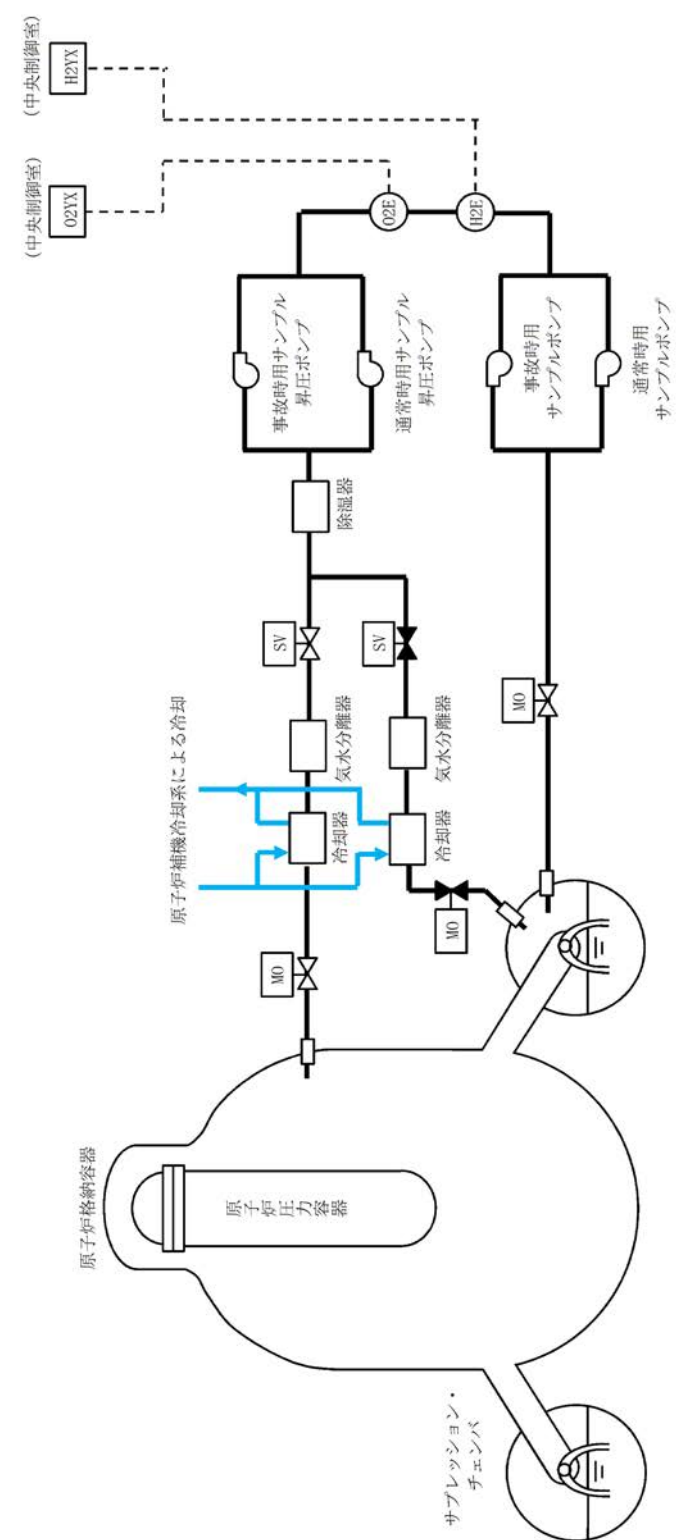 (中央制御室)
H2YX
(中央制御室)
O2YX
O2E
H2E
事故時用サンプル
昇圧ポンプ
通常時用サンプル
昇圧ポンプ
事故時用
サンプルポンプ
通常時用
サンプルポンプ
除湿器
SV
SV
MO
原子炉補機冷却系による冷却
気水分離器
気水分離器
冷却器
冷却器
MO
MO
原子炉格納容器
原子炉圧力容器
サプレッション・
チェンバ